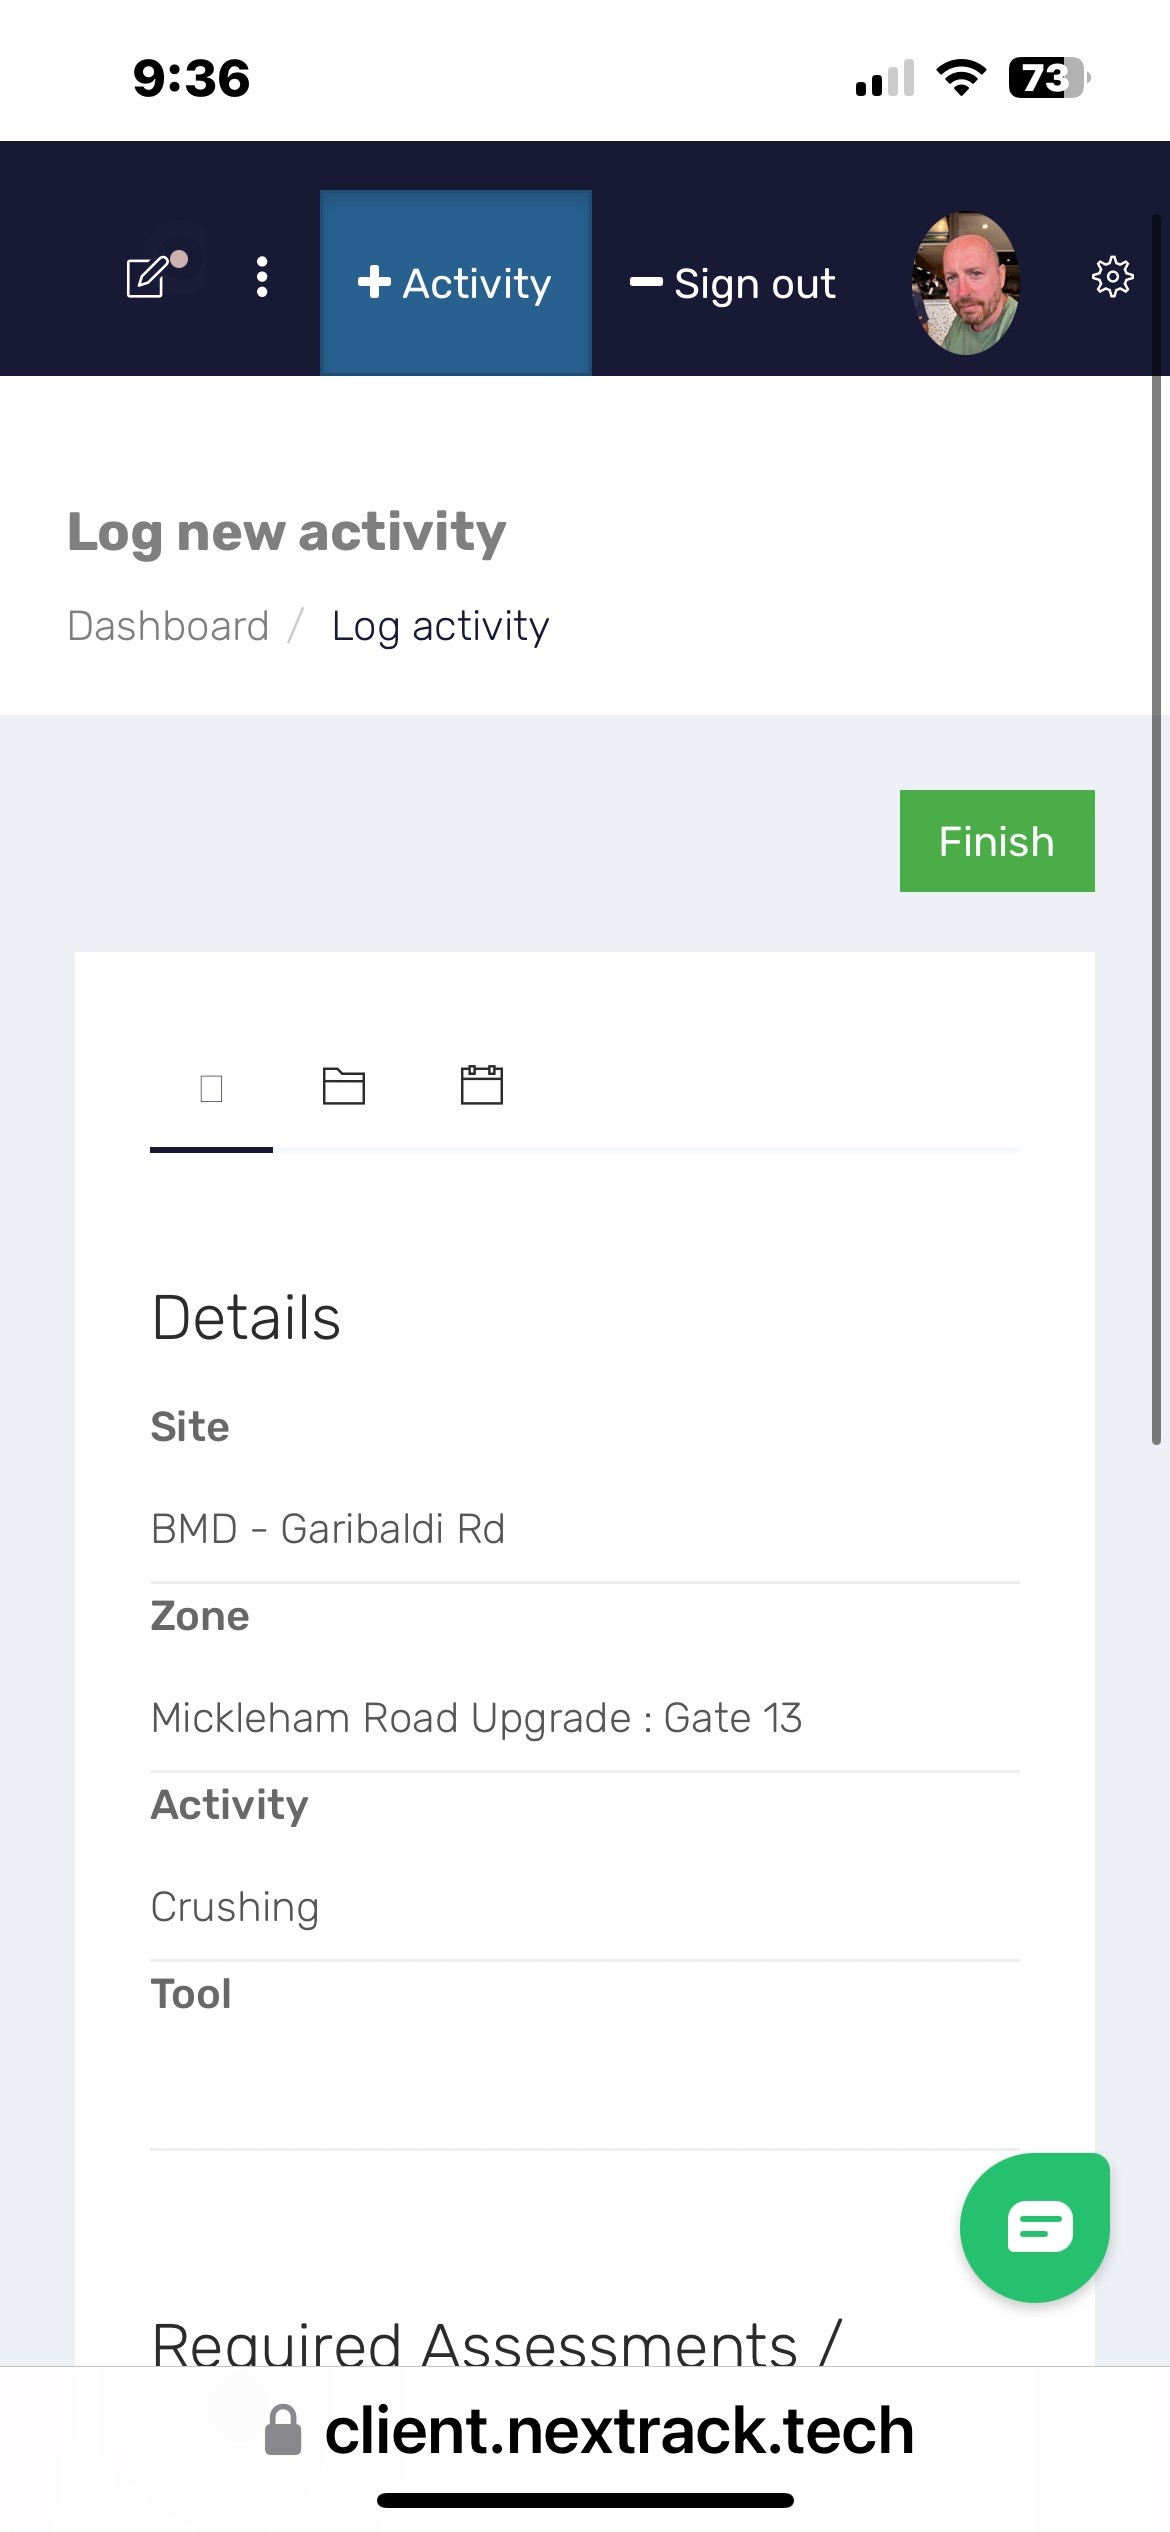 9:36
73
+ Activity
− Sign out
Log new activity
Dashboard / Log activity
Finish
Details
Site
BMD - Garibaldi Rd
Zone
Mickleham Road Upgrade : Gate 13
Activity
Crushing
Tool
Required Assessments /
client.nextrack.tech